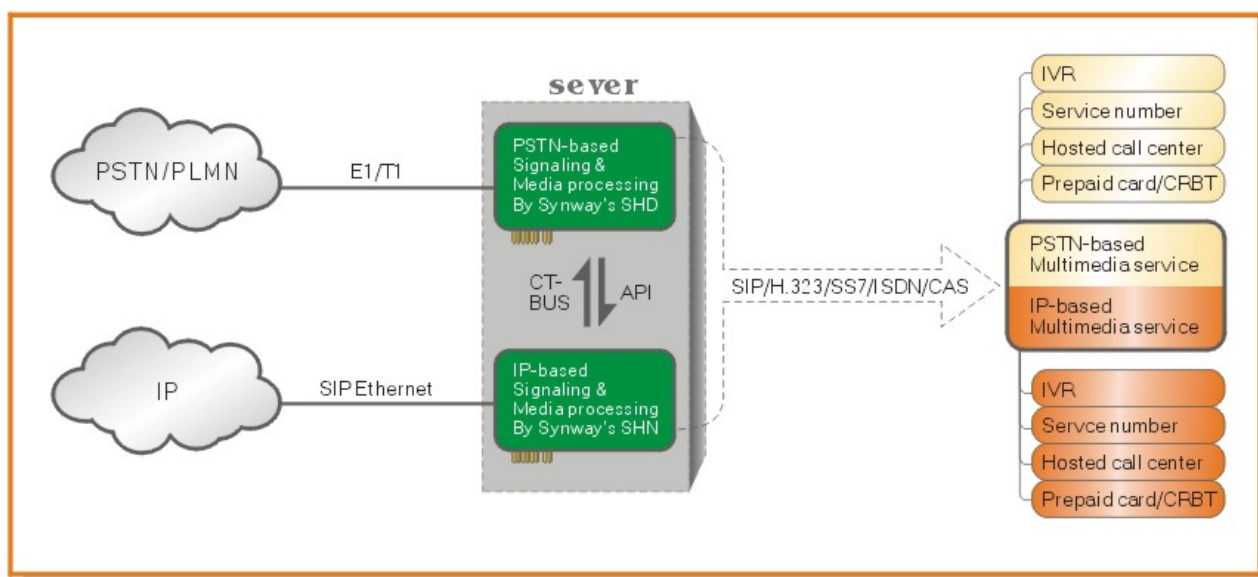 sever
PSTN/PLMN
E1/T1
PSTN-based
Signaling &
Media processing
By Synway's SHD
CT-
BUS
API
IP
SIP Ethernet
IP-based
Signaling &
Media processing
By Synway's SHN
SIP/H.323/SS7/ISDN/CAS
IVR
Service number
Hosted call center
Prepaid card/CRBT
PSTN-based
Multimedia service
IP-based
Multimedia service
IVR
Servce number
Hosted call center
Prepaid card/CRBT